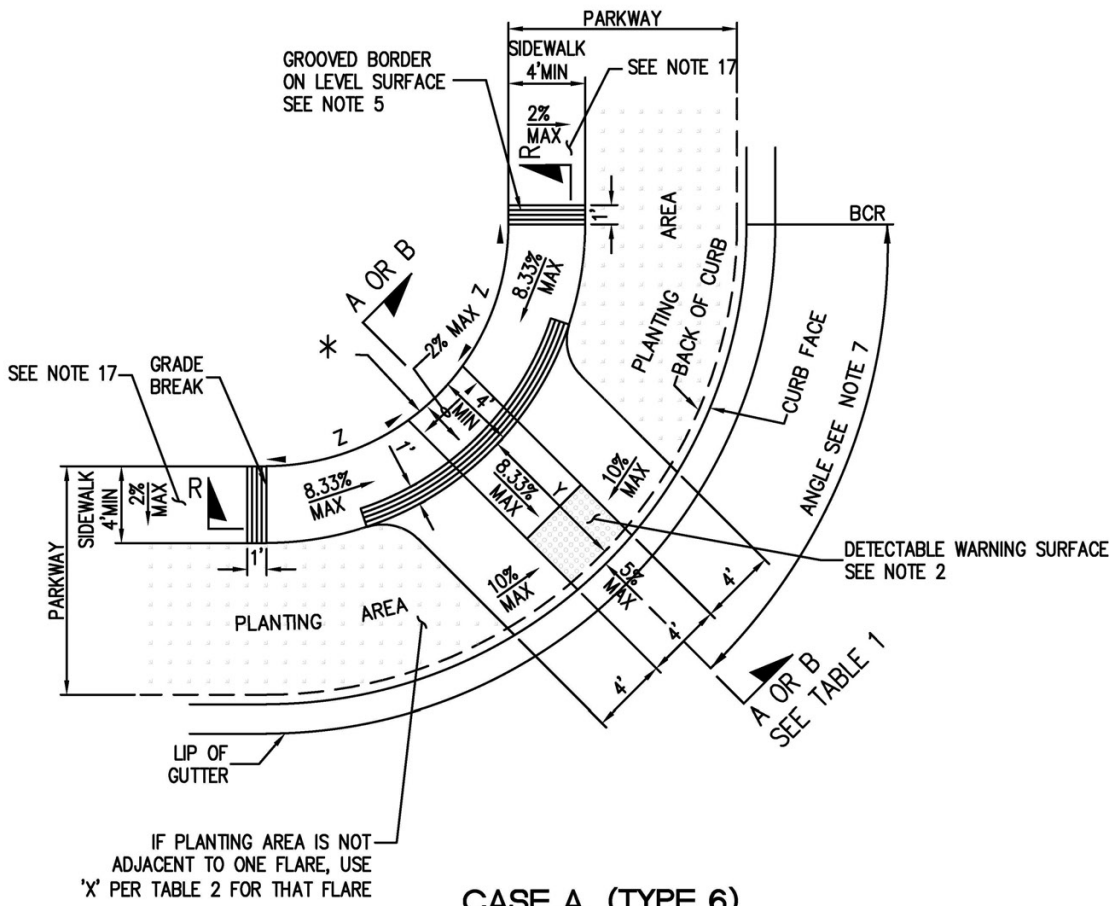 PARKWAY
SIDEWALK
4'MIN
GROOVED BORDER
ON LEVEL SURFACE
SEE NOTE 5
SEE NOTE 17
2%
MAX
R
1'
BCR
AREA
PLANTING
BACK OF CURB
CURB FACE
ANGLE SEE NOTE 7
A OR B
8.33%
MAX
Z
2% MAX
*
SEE NOTE 17
GRADE
BREAK
Z
4'
MIN
1'
8.33%
MAX
Y
10%
MAX
PARKWAY
SIDEWALK
4'MIN
2%
MAX
R
8.33%
MAX
1'
DETECTABLE WARNING SURFACE
SEE NOTE 2
10%
MAX
5%
MAX
4'
4'
4'
PLANTING AREA
A OR B
SEE TABLE 1
LIP OF
GUTTER
IF PLANTING AREA IS NOT
ADJACENT TO ONE FLARE, USE
'X' PER TABLE 2 FOR THAT FLARE
CASE A (TYPE 6)